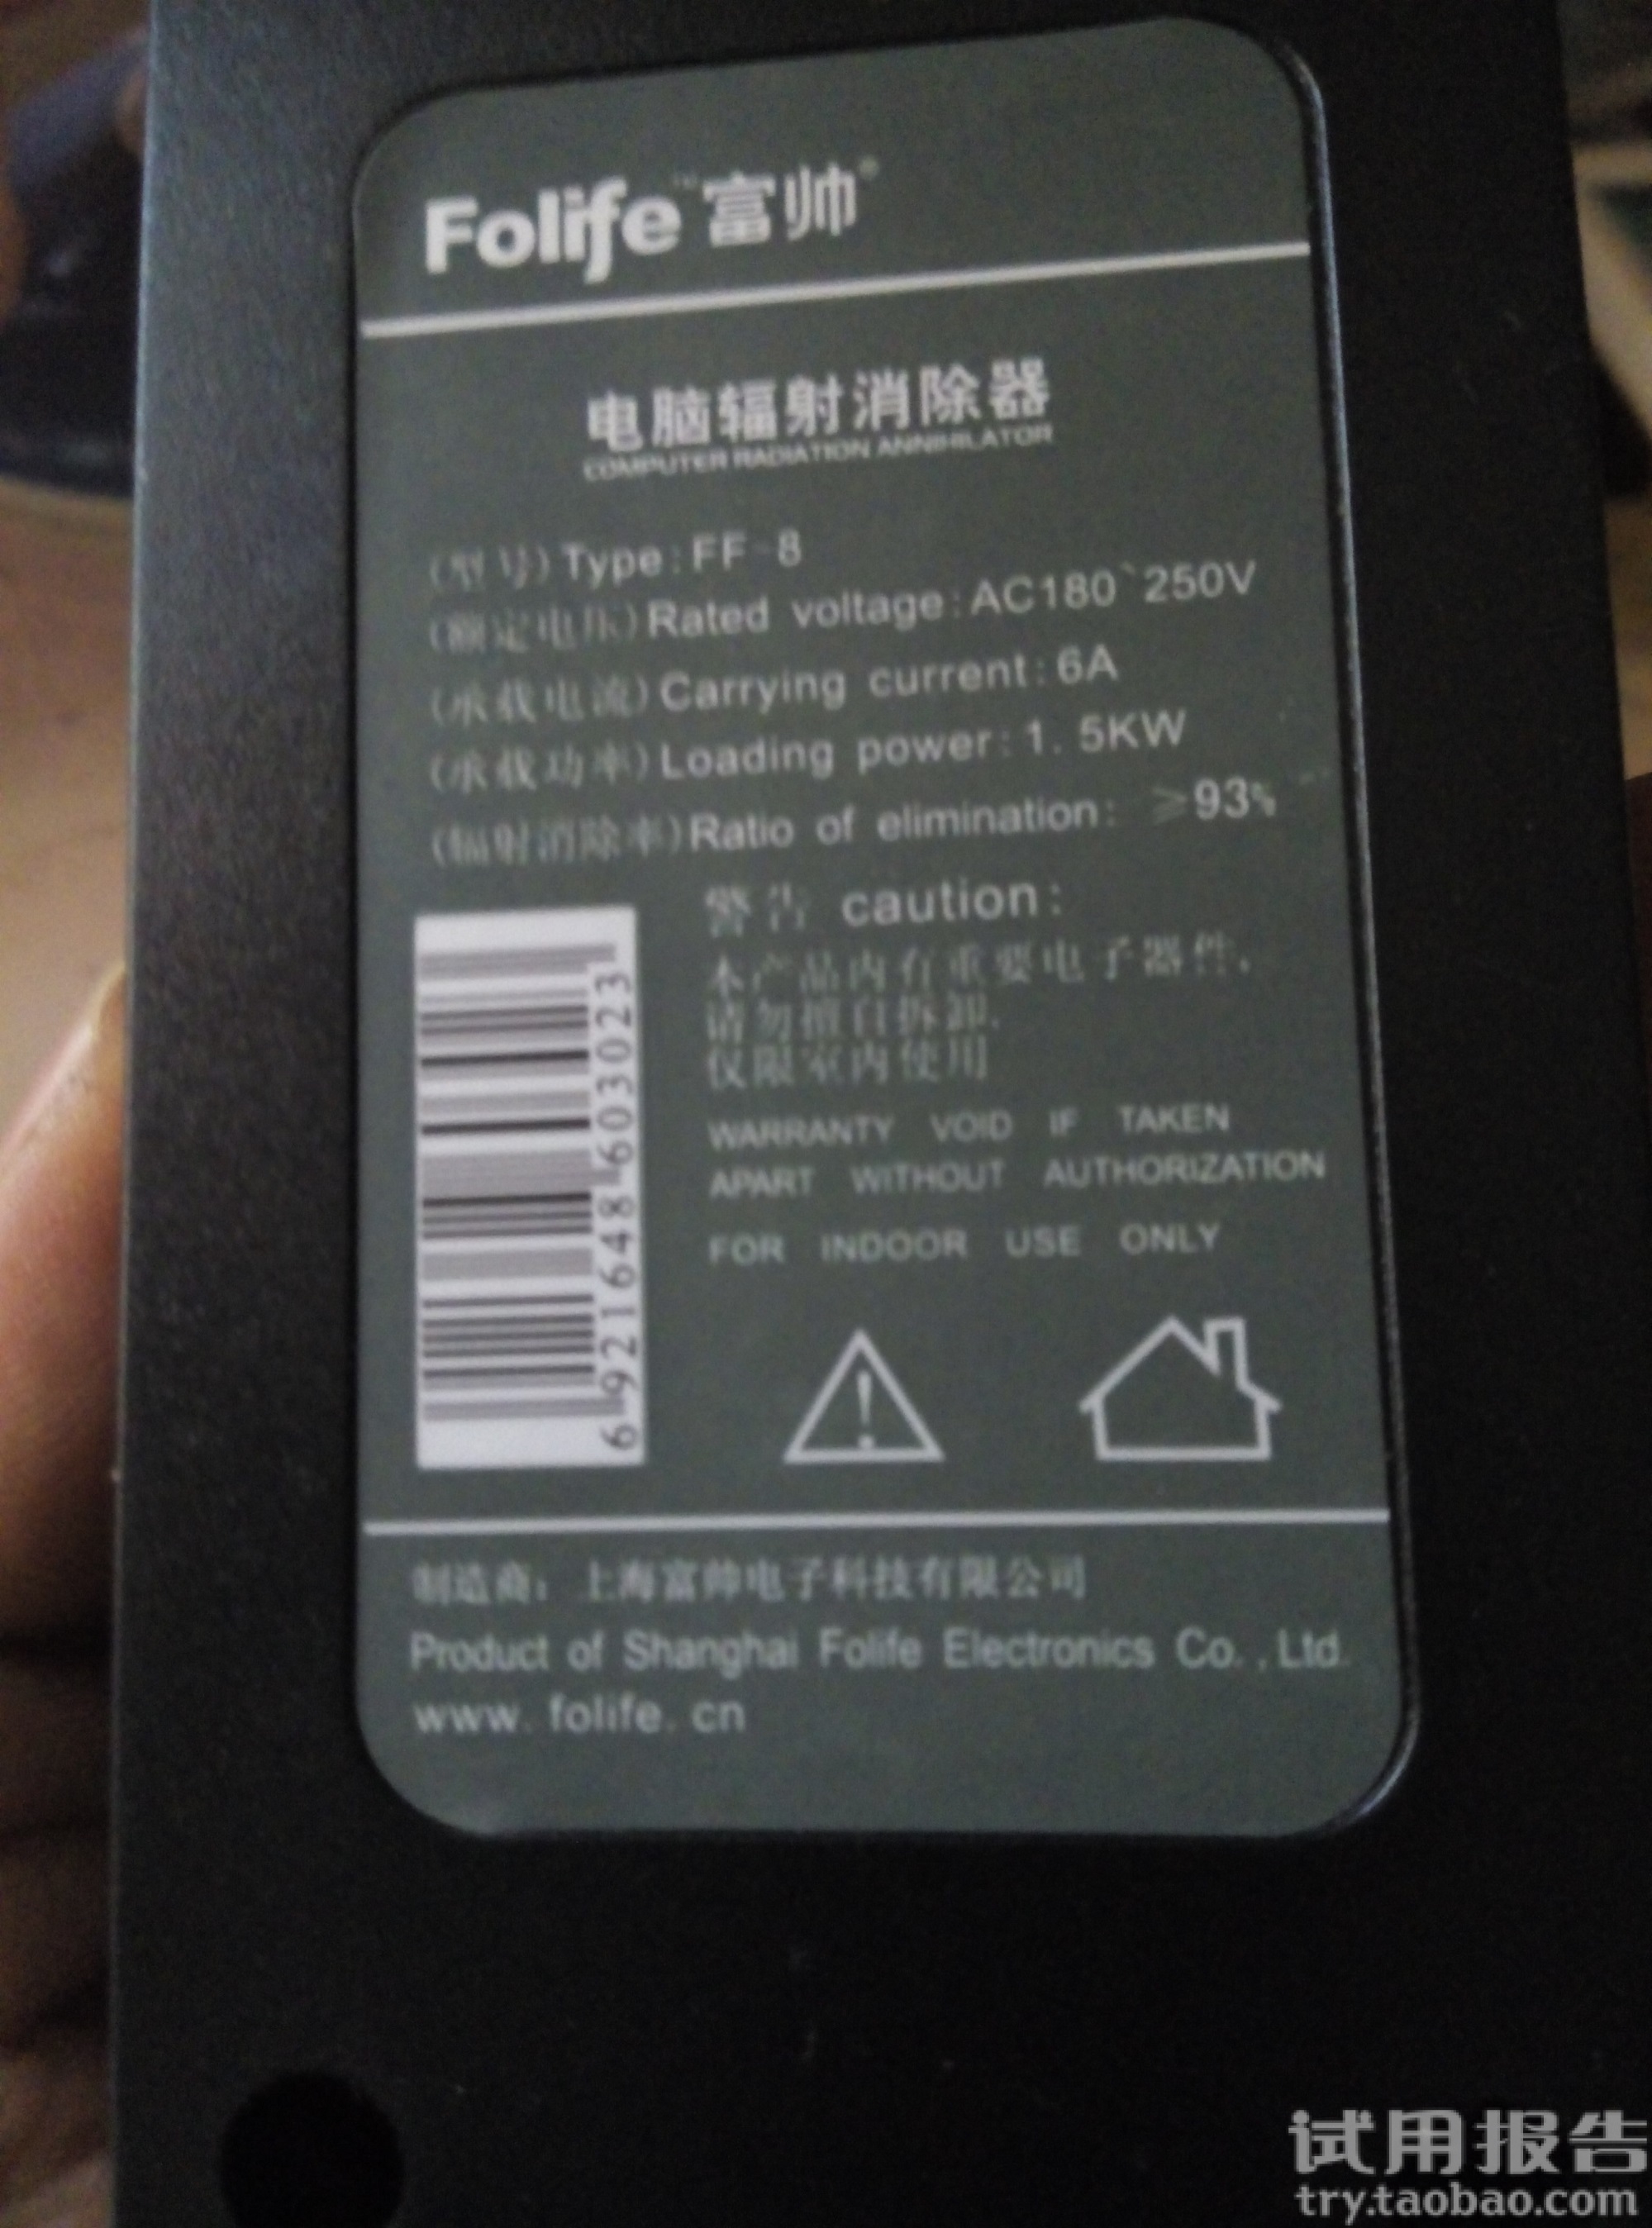 Folife™富帅®
电脑辐射消除器
COMPUTER RADIATION ANNIHILATOR
(型号)Type:FF-8
(额定电压)Rated voltage:AC180~250V
(承载电流)Carrying current:6A
(承载功率)Loading power:1.5KW
(辐射消除率)Ratio of elimination: ≥93%
警告 caution:
本产品内有重要电子器件,
请勿擅自拆卸.
仅限室内使用
WARRANTY VOID IF TAKEN
APART WITHOUT AUTHORIZATION
FOR INDOOR USE ONLY
6921648603023
制造商:上海富帅电子科技有限公司
Product of Shanghai Folife Electronics Co.,Ltd.
www.folife.cn
试用报告
try.taobao.com